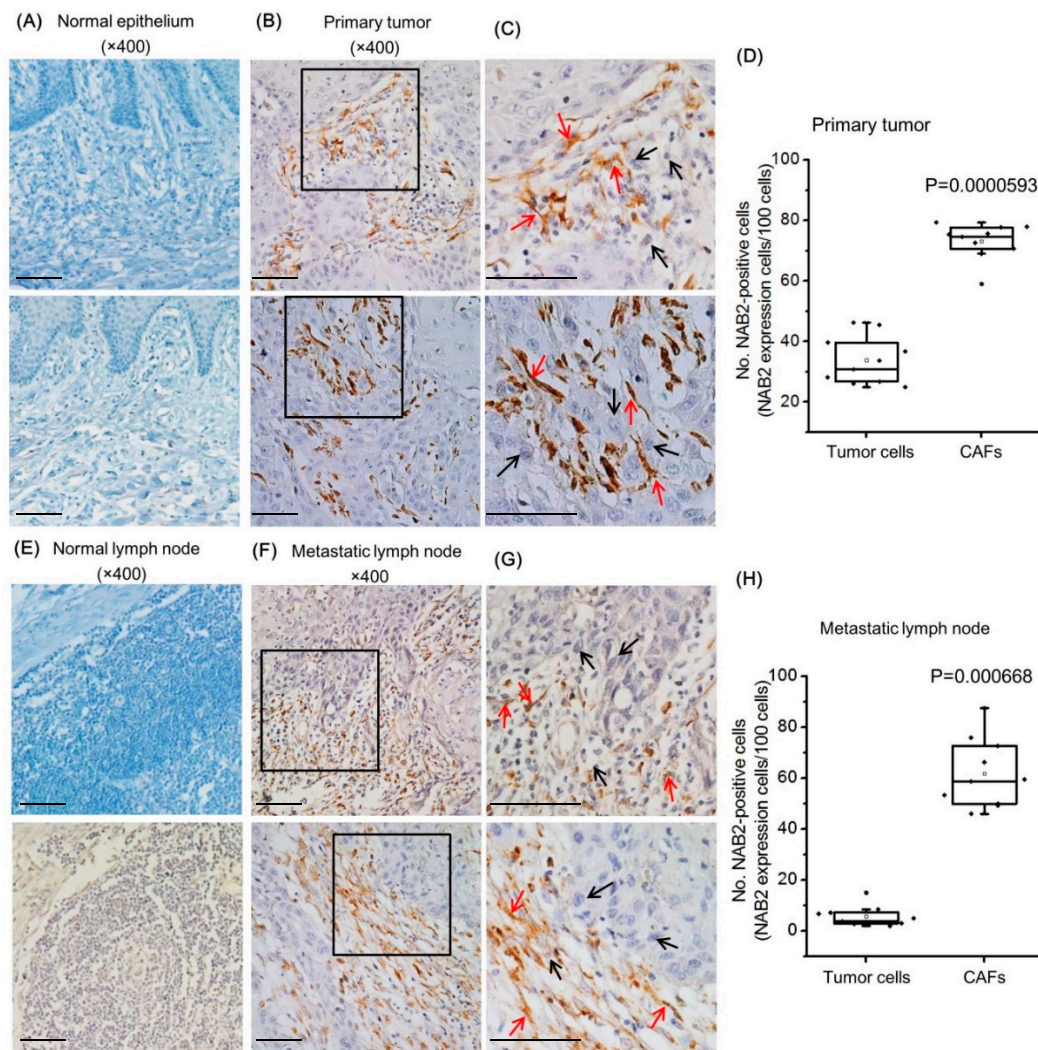 (A) Normal epithelium
(×400)
(B) Primary tumor
(×400)
(C)
(D)
Primary tumor
P=0.0000593
No. NAB2-positive cells
(NAB2 expression cells/100 cells)
100
80
60
40
20
Tumor cells
CAFs
(E) Normal lymph node
(×400)
(F) Metastatic lymph node
×400
(G)
(H)
Metastatic lymph node
P=0.000668
No. NAB2-positive cells
(NAB2 expression cells/100 cells)
100
80
60
40
20
0
Tumor cells
CAFs